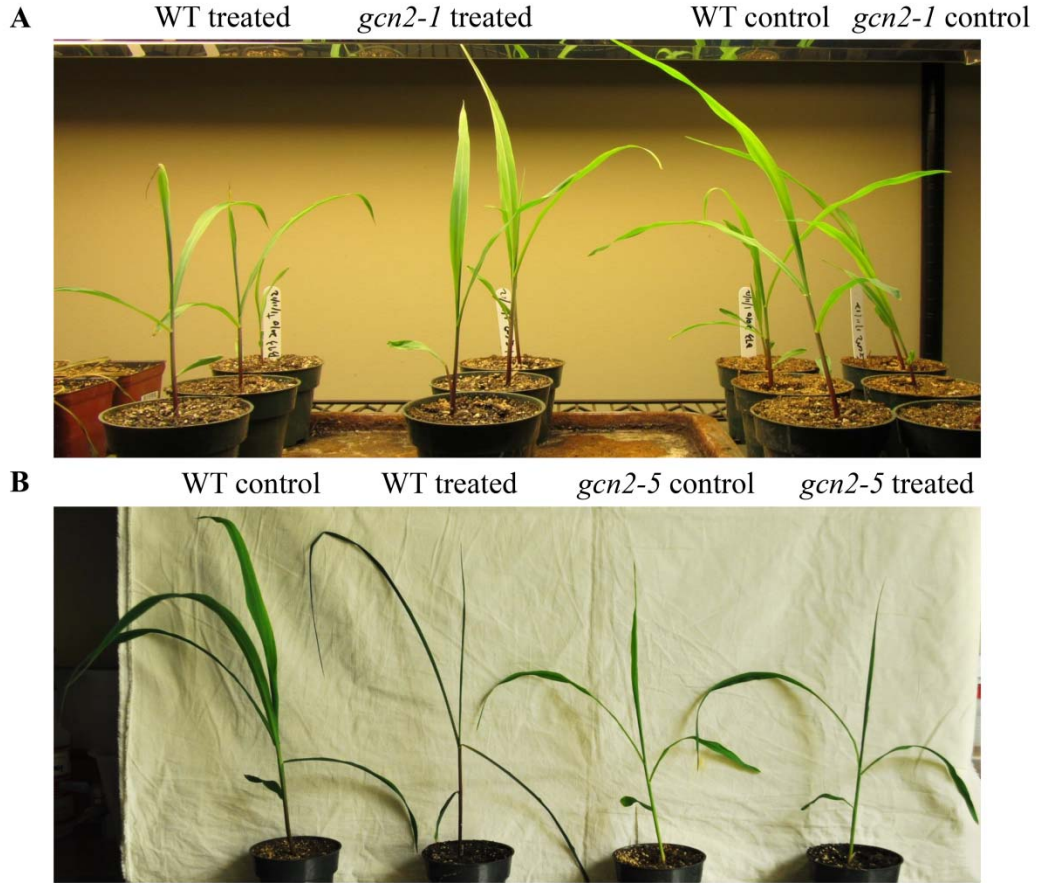 A WT treated gcn2-1 treated WT control gcn2-1 control
B WT control WT treated gcn2-5 control gcn2-5 treated